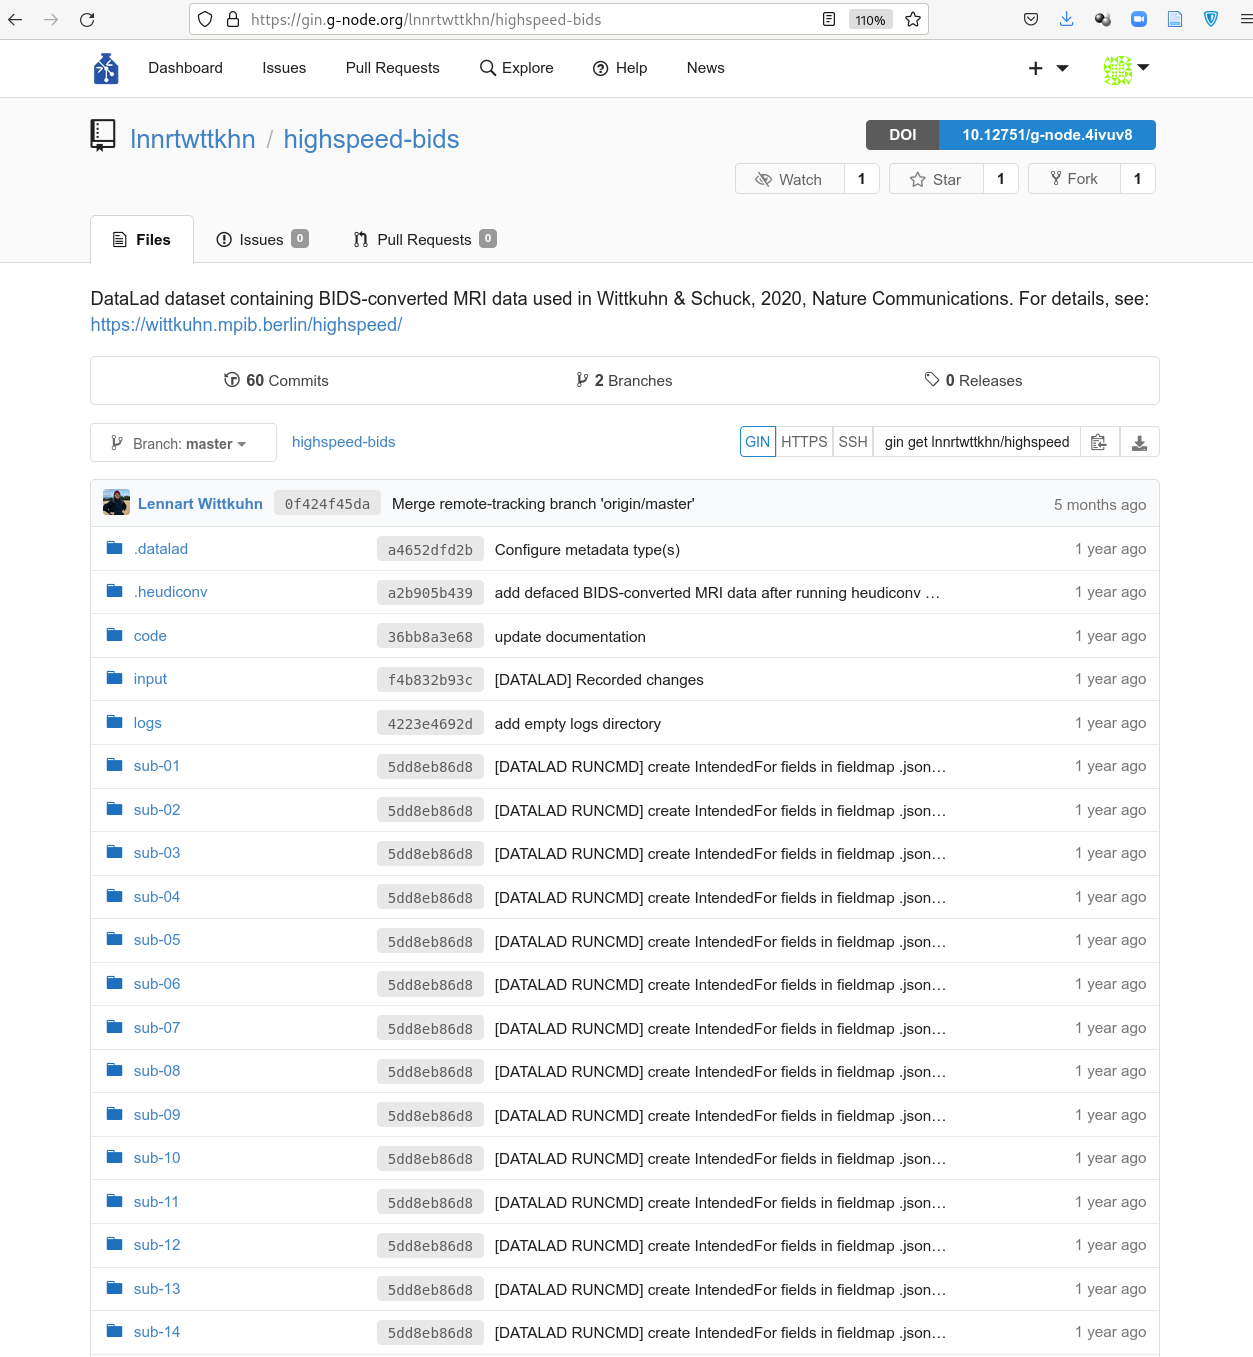 https://gin.g-node.org/lnnrtwttkhn/highspeed-bids 110%
Dashboard Issues Pull Requests Explore Help News
lnnrtwttkhn / highspeed-bids DOI 10.12751/g-node.4ivuv8
Watch 1 Star 1 Fork 1
Files Issues 0 Pull Requests 0
DataLad dataset containing BIDS-converted MRI data used in Wittkuhn & Schuck, 2020, Nature Communications. For details, see:
https://wittkuhn.mpib.berlin/highspeed/
60 Commits 2 Branches 0 Releases
Branch: master highspeed-bids GIN HTTPS SSH gin get lnnrtwttkhn/highspeed
Lennart Wittkuhn 0f424f45da Merge remote-tracking branch 'origin/master' 5 months ago
.datalad a4652dfd2b Configure metadata type(s) 1 year ago
.heudiconv a2b905b439 add defaced BIDS-converted MRI data after running heudiconv … 1 year ago
code 36bb8a3e68 update documentation 1 year ago
input f4b832b93c [DATALAD] Recorded changes 1 year ago
logs 4223e4692d add empty logs directory 1 year ago
sub-01 5dd8eb86d8 [DATALAD RUNCMD] create IntendedFor fields in fieldmap .json… 1 year ago
sub-02 5dd8eb86d8 [DATALAD RUNCMD] create IntendedFor fields in fieldmap .json… 1 year ago
sub-03 5dd8eb86d8 [DATALAD RUNCMD] create IntendedFor fields in fieldmap .json… 1 year ago
sub-04 5dd8eb86d8 [DATALAD RUNCMD] create IntendedFor fields in fieldmap .json… 1 year ago
sub-05 5dd8eb86d8 [DATALAD RUNCMD] create IntendedFor fields in fieldmap .json… 1 year ago
sub-06 5dd8eb86d8 [DATALAD RUNCMD] create IntendedFor fields in fieldmap .json… 1 year ago
sub-07 5dd8eb86d8 [DATALAD RUNCMD] create IntendedFor fields in fieldmap .json… 1 year ago
sub-08 5dd8eb86d8 [DATALAD RUNCMD] create IntendedFor fields in fieldmap .json… 1 year ago
sub-09 5dd8eb86d8 [DATALAD RUNCMD] create IntendedFor fields in fieldmap .json… 1 year ago
sub-10 5dd8eb86d8 [DATALAD RUNCMD] create IntendedFor fields in fieldmap .json… 1 year ago
sub-11 5dd8eb86d8 [DATALAD RUNCMD] create IntendedFor fields in fieldmap .json… 1 year ago
sub-12 5dd8eb86d8 [DATALAD RUNCMD] create IntendedFor fields in fieldmap .json… 1 year ago
sub-13 5dd8eb86d8 [DATALAD RUNCMD] create IntendedFor fields in fieldmap .json… 1 year ago
sub-14 5dd8eb86d8 [DATALAD RUNCMD] create IntendedFor fields in fieldmap .json… 1 year ago